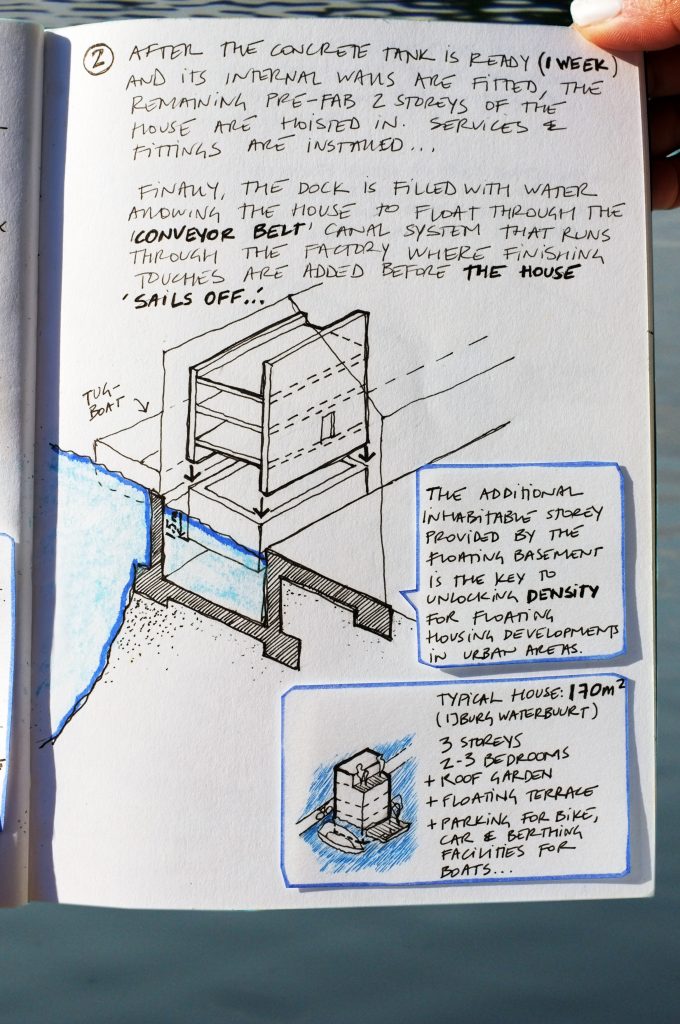 2 AFTER THE CONCRETE TANK IS READY (1 WEEK)
AND ITS INTERNAL WALLS ARE FITTED, THE
REMAINING PRE-FAB 2 STOREYS OF THE
HOUSE ARE HOISTED IN. SERVICES &
FITTINGS ARE INSTALLED...
FINALLY, THE DOCK IS FILLED WITH WATER
ALLOWING THE HOUSE TO FLOAT THROUGH THE
'CONVEYOR BELT' CANAL SYSTEM THAT RUNS
THROUGH THE FACTORY WHERE FINISHING
TOUCHES ARE ADDED BEFORE THE HOUSE
'SAILS OFF...'
TUG-
BOAT
1.5m
THE ADDITIONAL
INHABITABLE STOREY
PROVIDED BY THE
FLOATING BASEMENT
IS THE KEY TO
UNLOCKING DENSITY
FOR FLOATING
HOUSING DEVELOPMENTS
IN URBAN AREAS.
TYPICAL HOUSE: 170m²
(IJBURG WATERBUURT)
3 STOREYS
2-3 BEDROOMS
+ ROOF GARDEN
+ FLOATING TERRACE
+ PARKING FOR BIKE,
CAR & BERTHING
FACILITIES FOR
BOATS...